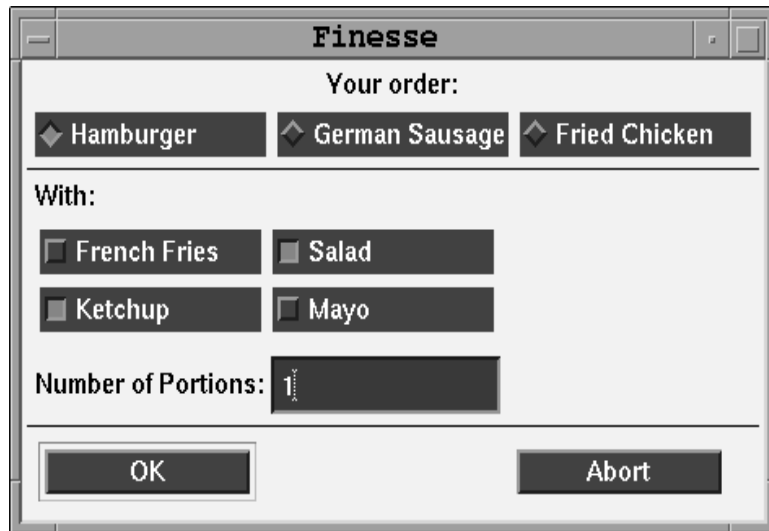 Finesse
Your order:
Hamburger German Sausage Fried Chicken
With:
French Fries Salad
Ketchup Mayo
Number of Portions: 1
OK Abort